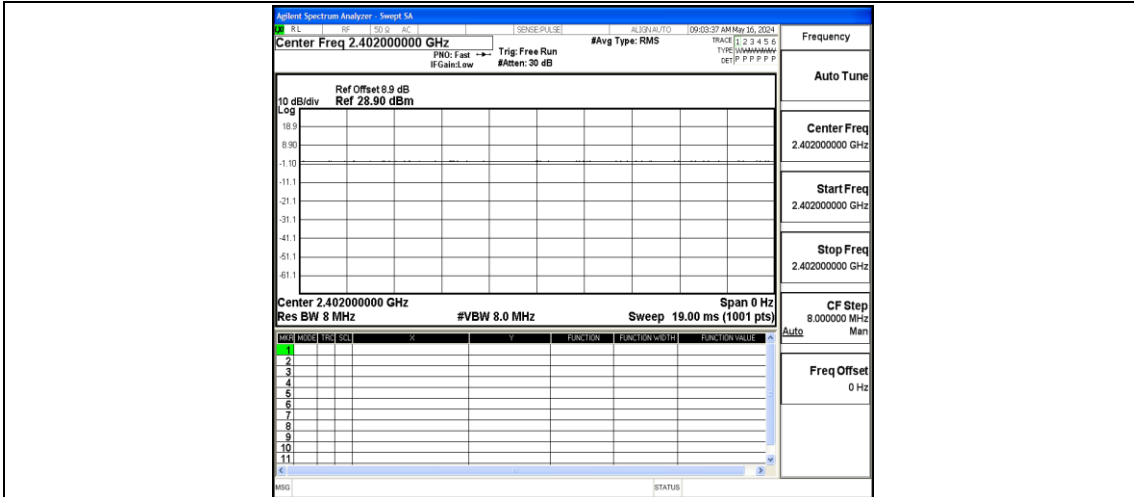 Agilent Spectrum Analyzer - Swept SA
RL RF 50 Ω AC SENSE:PULSE ALIGN AUTO 09:03:37 AM May 16, 2024
Center Freq 2.402000000 GHz
#Avg Type: RMS
TRACE 1 2 3 4 5 6
PNO: Fast
Trig: Free Run
TYPE
IFGain:Low
#Atten: 30 dB
DET P P P P P P
Ref Offset 8.9 dB
10 dB/div Ref 28.90 dBm
Log
18.9
8.90
-1.10
-11.1
-21.1
-31.1
-41.1
-51.1
-61.1
Center 2.402000000 GHz Span 0 Hz
Res BW 8 MHz #VBW 8.0 MHz Sweep 19.00 ms (1001 pts)
MKR MODE TRC SCL X Y FUNCTION FUNCTION WIDTH FUNCTION VALUE
1
2
3
4
5
6
7
8
9
10
11
MSG STATUS
Frequency
Auto Tune
Center Freq
2.402000000 GHz
Start Freq
2.402000000 GHz
Stop Freq
2.402000000 GHz
CF Step
8.000000 MHz
Auto Man
Freq Offset
0 Hz